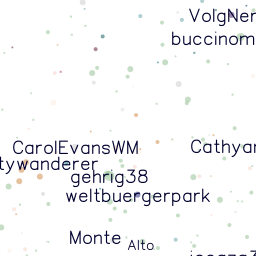 VolgNer
buccinom
CarolEvansWM
Cathyar
tywanderer
gehrig38
weltbuergerpark
Monte
Alto